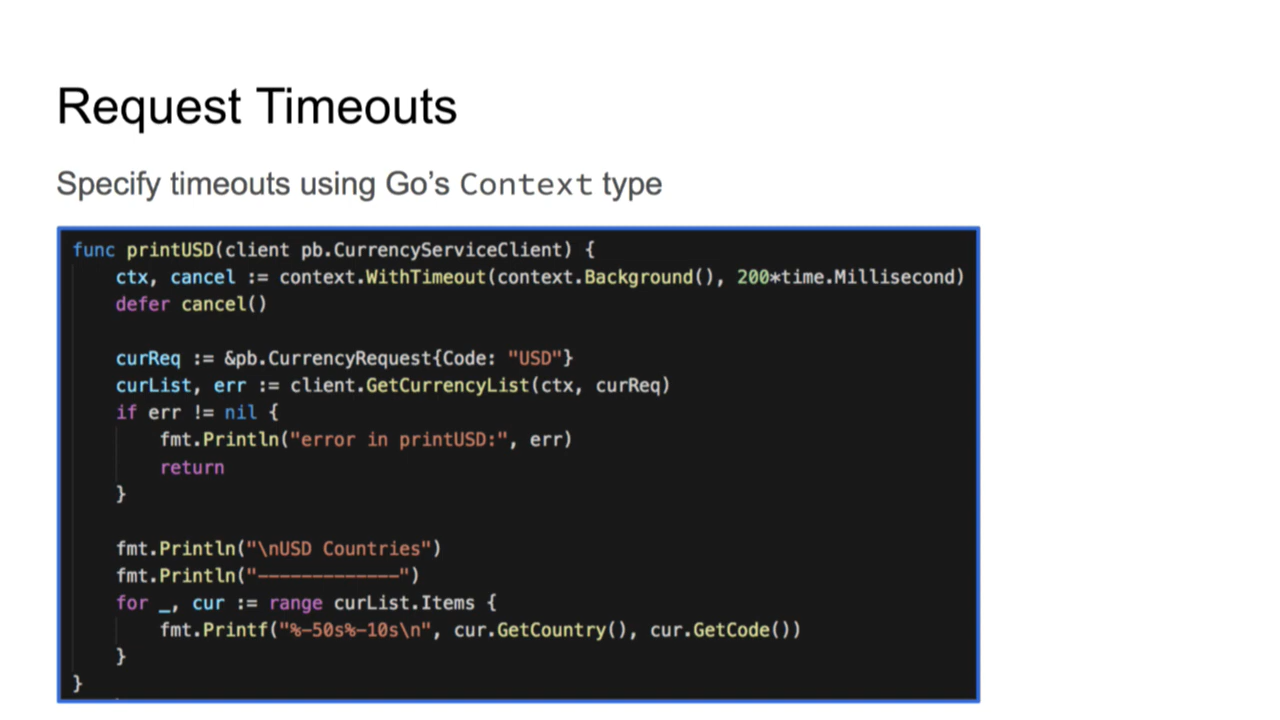 Request Timeouts
Specify timeouts using Go’s Context type
func printUSD(client pb.CurrencyServiceClient) {
    ctx, cancel := context.WithTimeout(context.Background(), 200*time.Millisecond)
    defer cancel()
    curReq := &pb.CurrencyRequest{Code: "USD"}
    curList, err := client.GetCurrencyList(ctx, curReq)
    if err != nil {
        fmt.Println("error in printUSD:", err)
        return
    }
    fmt.Println("\nUSD Countries")
    fmt.Println("-------------")
    for _, cur := range curList.Items {
        fmt.Printf("%-50s%-10s\n", cur.GetCountry(), cur.GetCode())
    }
}